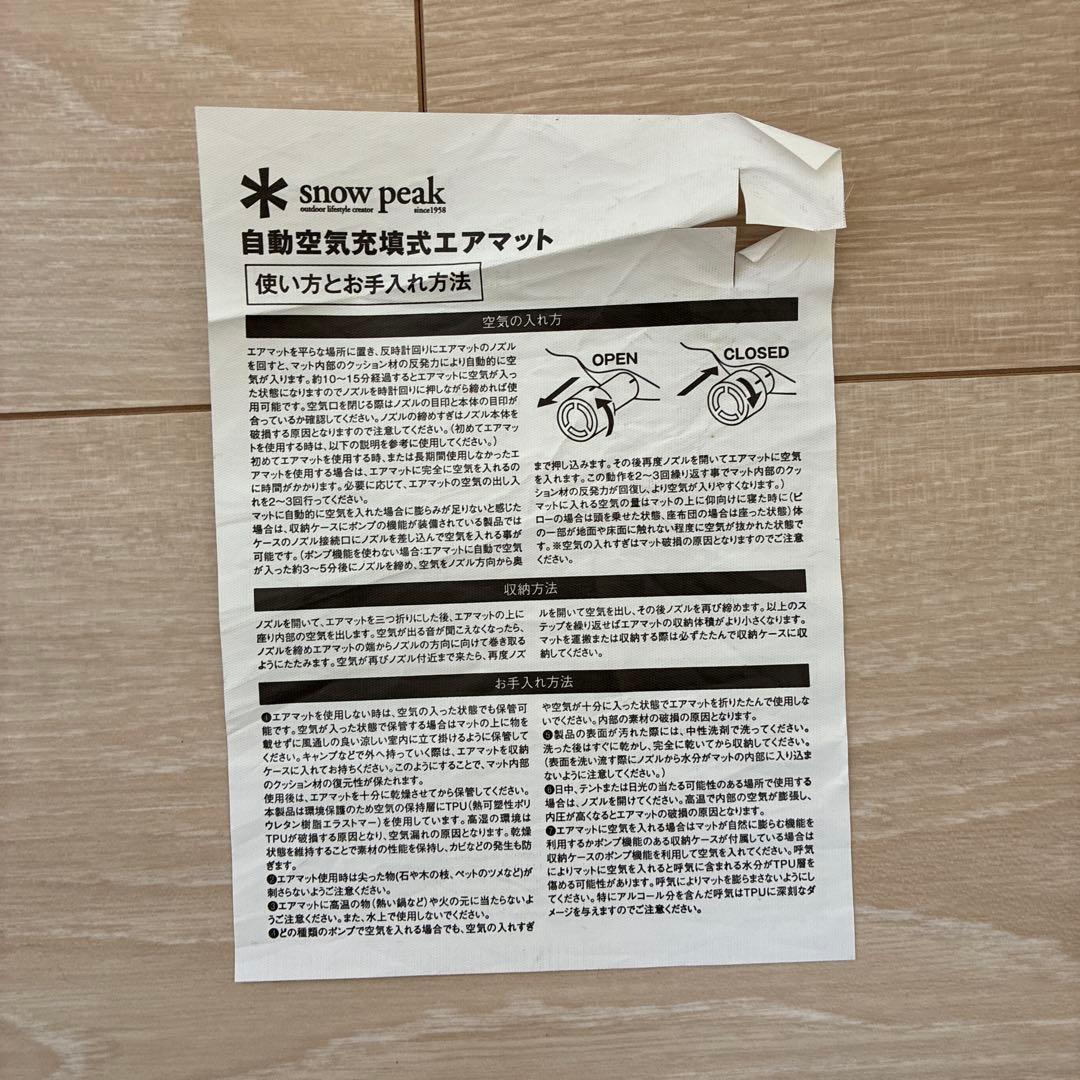 snow peak
outdoor lifestyle creator since1958
自動空気充填式エアマット
使い方とお手入れ方法
空気の入れ方
エアマットを平らな場所に置き、反時計回りにエアマットのノズル
を回すと、マット内部のクッション材の反発力により自動的に空
気が入ります。約10〜15分経過するとエアマットに空気が入っ
た状態になりますのでノズルを時計回りに押しながら締めれば使
用可能です。空気口を閉じる際はノズルの目印と本体の目印が
合っているか確認してください。ノズルの締めすぎはノズル本体を
破損する原因となりますので注意してください。(初めてエアマッ
トを使用する時は、以下の説明を参考に使用してください。)
初めてエアマットを使用する時、または長期間使用しなかったエ
アマットを使用する場合は、エアマットに完全に空気を入れるの
に時間がかかります。必要に応じて、エアマットの空気の出し入
れを2〜3回行ってください。
マットに自動的に空気を入れた場合に膨らみが足りないと感じた
場合は、収納ケースにポンプの機能が装備されている製品では
ケースのノズル接続口にノズルを差し込んで空気を入れる事が
可能です。(ポンプ機能を使わない場合:エアマットに自動で空気
が入った約3〜5分後にノズルを締め、空気をノズル方向から奥
OPEN
CLOSED
まで押し込みます。その後再度ノズルを開いてエアマットに空気
を入れます。この動作を2〜3回繰り返す事でマット内部のクッ
ション材の反発力が回復し、より空気が入りやすくなります。)
マットに入れる空気の量はマットの上に仰向けに寝た時に(ピ
ローの場合は頭を乗せた状態、座布団の場合は座った状態)体
の一部が地面や床面に触れない程度に空気が抜かれた状態で
す。※空気の入れすぎはマット破損の原因となりますのでご注意
ください。
収納方法
ノズルを開いて、エアマットを三つ折りにした後、エアマットの上に
座り内部の空気を出します。空気が出る音が聞こえなくなったら、
ノズルを締めエアマットの端からノズルの方向に向けて巻き取る
ようにたたみます。空気が再びノズル付近まで来たら、再度ノズ
ルを開いて空気を出し、その後ノズルを再び締めます。以上のス
テップを繰り返せばエアマットの収納体積がより小さくなります。
マットを運搬または収納する際は必ずたたんで収納ケースに収
納してください。
お手入れ方法
❶エアマットを使用しない時は、空気の入った状態でも保管可
能です。空気が入った状態で保管する場合はマットの上に物を
載せずに風通しの良い涼しい室内に立て掛けるように保管して
ください。キャンプなどで外へ持っていく際は、エアマットを収納
ケースに入れてお持ちください。このようにすることで、マット内部
のクッション材の復元性が保たれます。
使用後は、エアマットを十分に乾燥させてから保管してください。
本製品は環境保護のため空気の保持層にTPU(熱可塑性ポリ
ウレタン樹脂エラストマー)を使用しています。高湿の環境は
TPUが破損する原因となり、空気漏れの原因となります。乾燥
状態を維持することで素材の性能を保持し、カビなどの発生も防
ぎます。
❷エアマット使用時は尖った物(石や木の枝、ペットのツメなど)が
刺さらないようご注意ください。
❸エアマットに高温の物(熱い鍋など)や火の元に当たらないよ
うご注意ください。また、水上で使用しないでください。
❹どの種類のポンプで空気を入れる場合でも、空気の入れすぎ
や空気が十分に入った状態でエアマットを折りたたんで使用しな
いでください。内部の素材の破損の原因となります。
❺製品の表面が汚れた際には、中性洗剤で洗ってください。
洗った後はすぐに乾かし、完全に乾いてから収納してください。
(表面を洗い流す際にノズルから水分がマットの内部に入り込ま
ないように注意してください。)
❻日中、テントまたは日光の当たる可能性のある場所で使用する
場合は、ノズルを開けてください。高温で内部の空気が膨張し、
内圧が高くなるとエアマットの破損の原因となります。
❼エアマットに空気を入れる場合はマットが自然に膨らむ機能を
利用するかポンプ機能のある収納ケースが付属している場合は
収納ケースのポンプ機能を利用して空気を入れてください。呼気
によりマットに空気を入れると呼気に含まれる水分がTPU層を
傷める可能性があります。呼気によりマットを膨らまさないようにし
てください。特にアルコール分を含んだ呼気はTPUに深刻なダ
メージを与えますのでご注意ください。